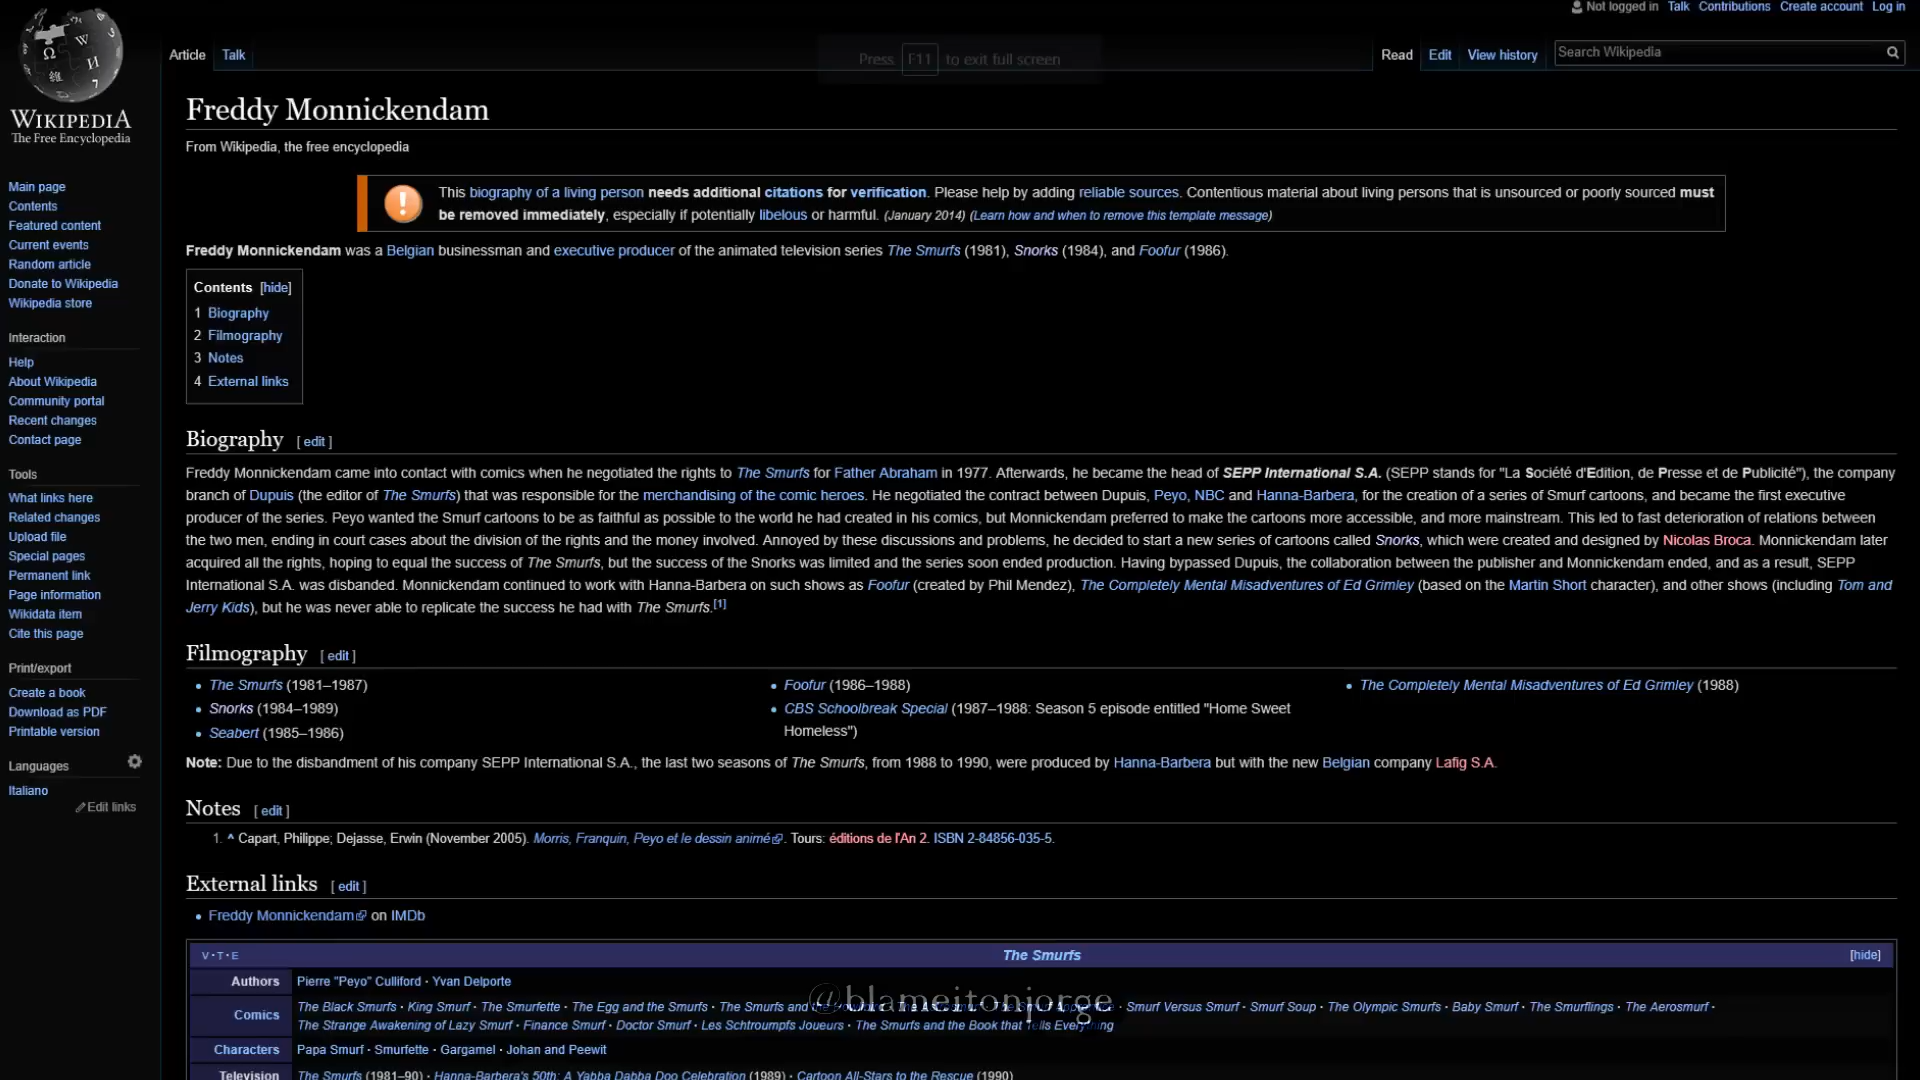 Not logged in Talk Contributions Create account Log in
Article Talk
Press F11 to exit full screen
Read Edit View history Search Wikipedia
WIKIPEDIA
The Free Encyclopedia
Freddy Monnickendam
From Wikipedia, the free encyclopedia
This biography of a living person needs additional citations for verification. Please help by adding reliable sources. Contentious material about living persons that is unsourced or poorly sourced must
be removed immediately, especially if potentially libelous or harmful. (January 2014) (Learn how and when to remove this template message)
Freddy Monnickendam was a Belgian businessman and executive producer of the animated television series The Smurfs (1981), Snorks (1984), and Foofur (1986).
Contents [hide]
1 Biography
2 Filmography
3 Notes
4 External links
Main page
Contents
Featured content
Current events
Random article
Donate to Wikipedia
Wikipedia store
Interaction
Help
About Wikipedia
Community portal
Recent changes
Contact page
Tools
What links here
Related changes
Upload file
Special pages
Permanent link
Page information
Wikidata item
Cite this page
Print/export
Create a book
Download as PDF
Printable version
Languages
Italiano
Edit links
Biography [ edit ]
Freddy Monnickendam came into contact with comics when he negotiated the rights to The Smurfs for Father Abraham in 1977. Afterwards, he became the head of SEPP International S.A. (SEPP stands for "La Société d'Edition, de Presse et de Publicité"), the company
branch of Dupuis (the editor of The Smurfs) that was responsible for the merchandising of the comic heroes. He negotiated the contract between Dupuis, Peyo, NBC and Hanna-Barbera, for the creation of a series of Smurf cartoons, and became the first executive
producer of the series. Peyo wanted the Smurf cartoons to be as faithful as possible to the world he had created in his comics, but Monnickendam preferred to make the cartoons more accessible, and more mainstream. This led to fast deterioration of relations between
the two men, ending in court cases about the division of the rights and the money involved. Annoyed by these discussions and problems, he decided to start a new series of cartoons called Snorks, which were created and designed by Nicolas Broca. Monnickendam later
acquired all the rights, hoping to equal the success of The Smurfs, but the success of the Snorks was limited and the series soon ended production. Having bypassed Dupuis, the collaboration between the publisher and Monnickendam ended, and as a result, SEPP
International S.A. was disbanded. Monnickendam continued to work with Hanna-Barbera on such shows as Foofur (created by Phil Mendez), The Completely Mental Misadventures of Ed Grimley (based on the Martin Short character), and other shows (including Tom and
Jerry Kids), but he was never able to replicate the success he had with The Smurfs.[1]
Filmography [ edit ]
The Smurfs (1981–1987)
Snorks (1984–1989)
Seabert (1985–1986)
Foofur (1986–1988)
CBS Schoolbreak Special (1987–1988: Season 5 episode entitled "Home Sweet
Homeless")
The Completely Mental Misadventures of Ed Grimley (1988)
Note: Due to the disbandment of his company SEPP International S.A., the last two seasons of The Smurfs, from 1988 to 1990, were produced by Hanna-Barbera but with the new Belgian company Lafig S.A.
Notes [ edit ]
1. ^ Capart, Philippe; Dejasse, Erwin (November 2005). Morris, Franquin, Peyo et le dessin animé. Tours: éditions de l'An 2. ISBN 2-84856-035-5.
External links [ edit ]
Freddy Monnickendam on IMDb
V·T·E The Smurfs [hide]
Authors Pierre "Peyo" Culliford · Yvan Delporte
Comics The Black Smurfs · King Smurf · The Smurfette · The Egg and the Smurfs · The Smurfs and · Smurf Versus Smurf · Smurf Soup · The Olympic Smurfs · Baby Smurf · The Smurflings · The Aerosmurf ·
The Strange Awakening of Lazy Smurf · Finance Smurf · Doctor Smurf · Les Schtroumpfs Joueurs · The Smurfs and the Book that Tells Everything
@blameitonjorge
Characters Papa Smurf · Smurfette · Gargamel · Johan and Peewit
Television The Smurfs (1981–90) · Hanna-Barbera's 50th: A Yabba Dabba Doo Celebration (1989) · Cartoon All-Stars to the Rescue (1990)